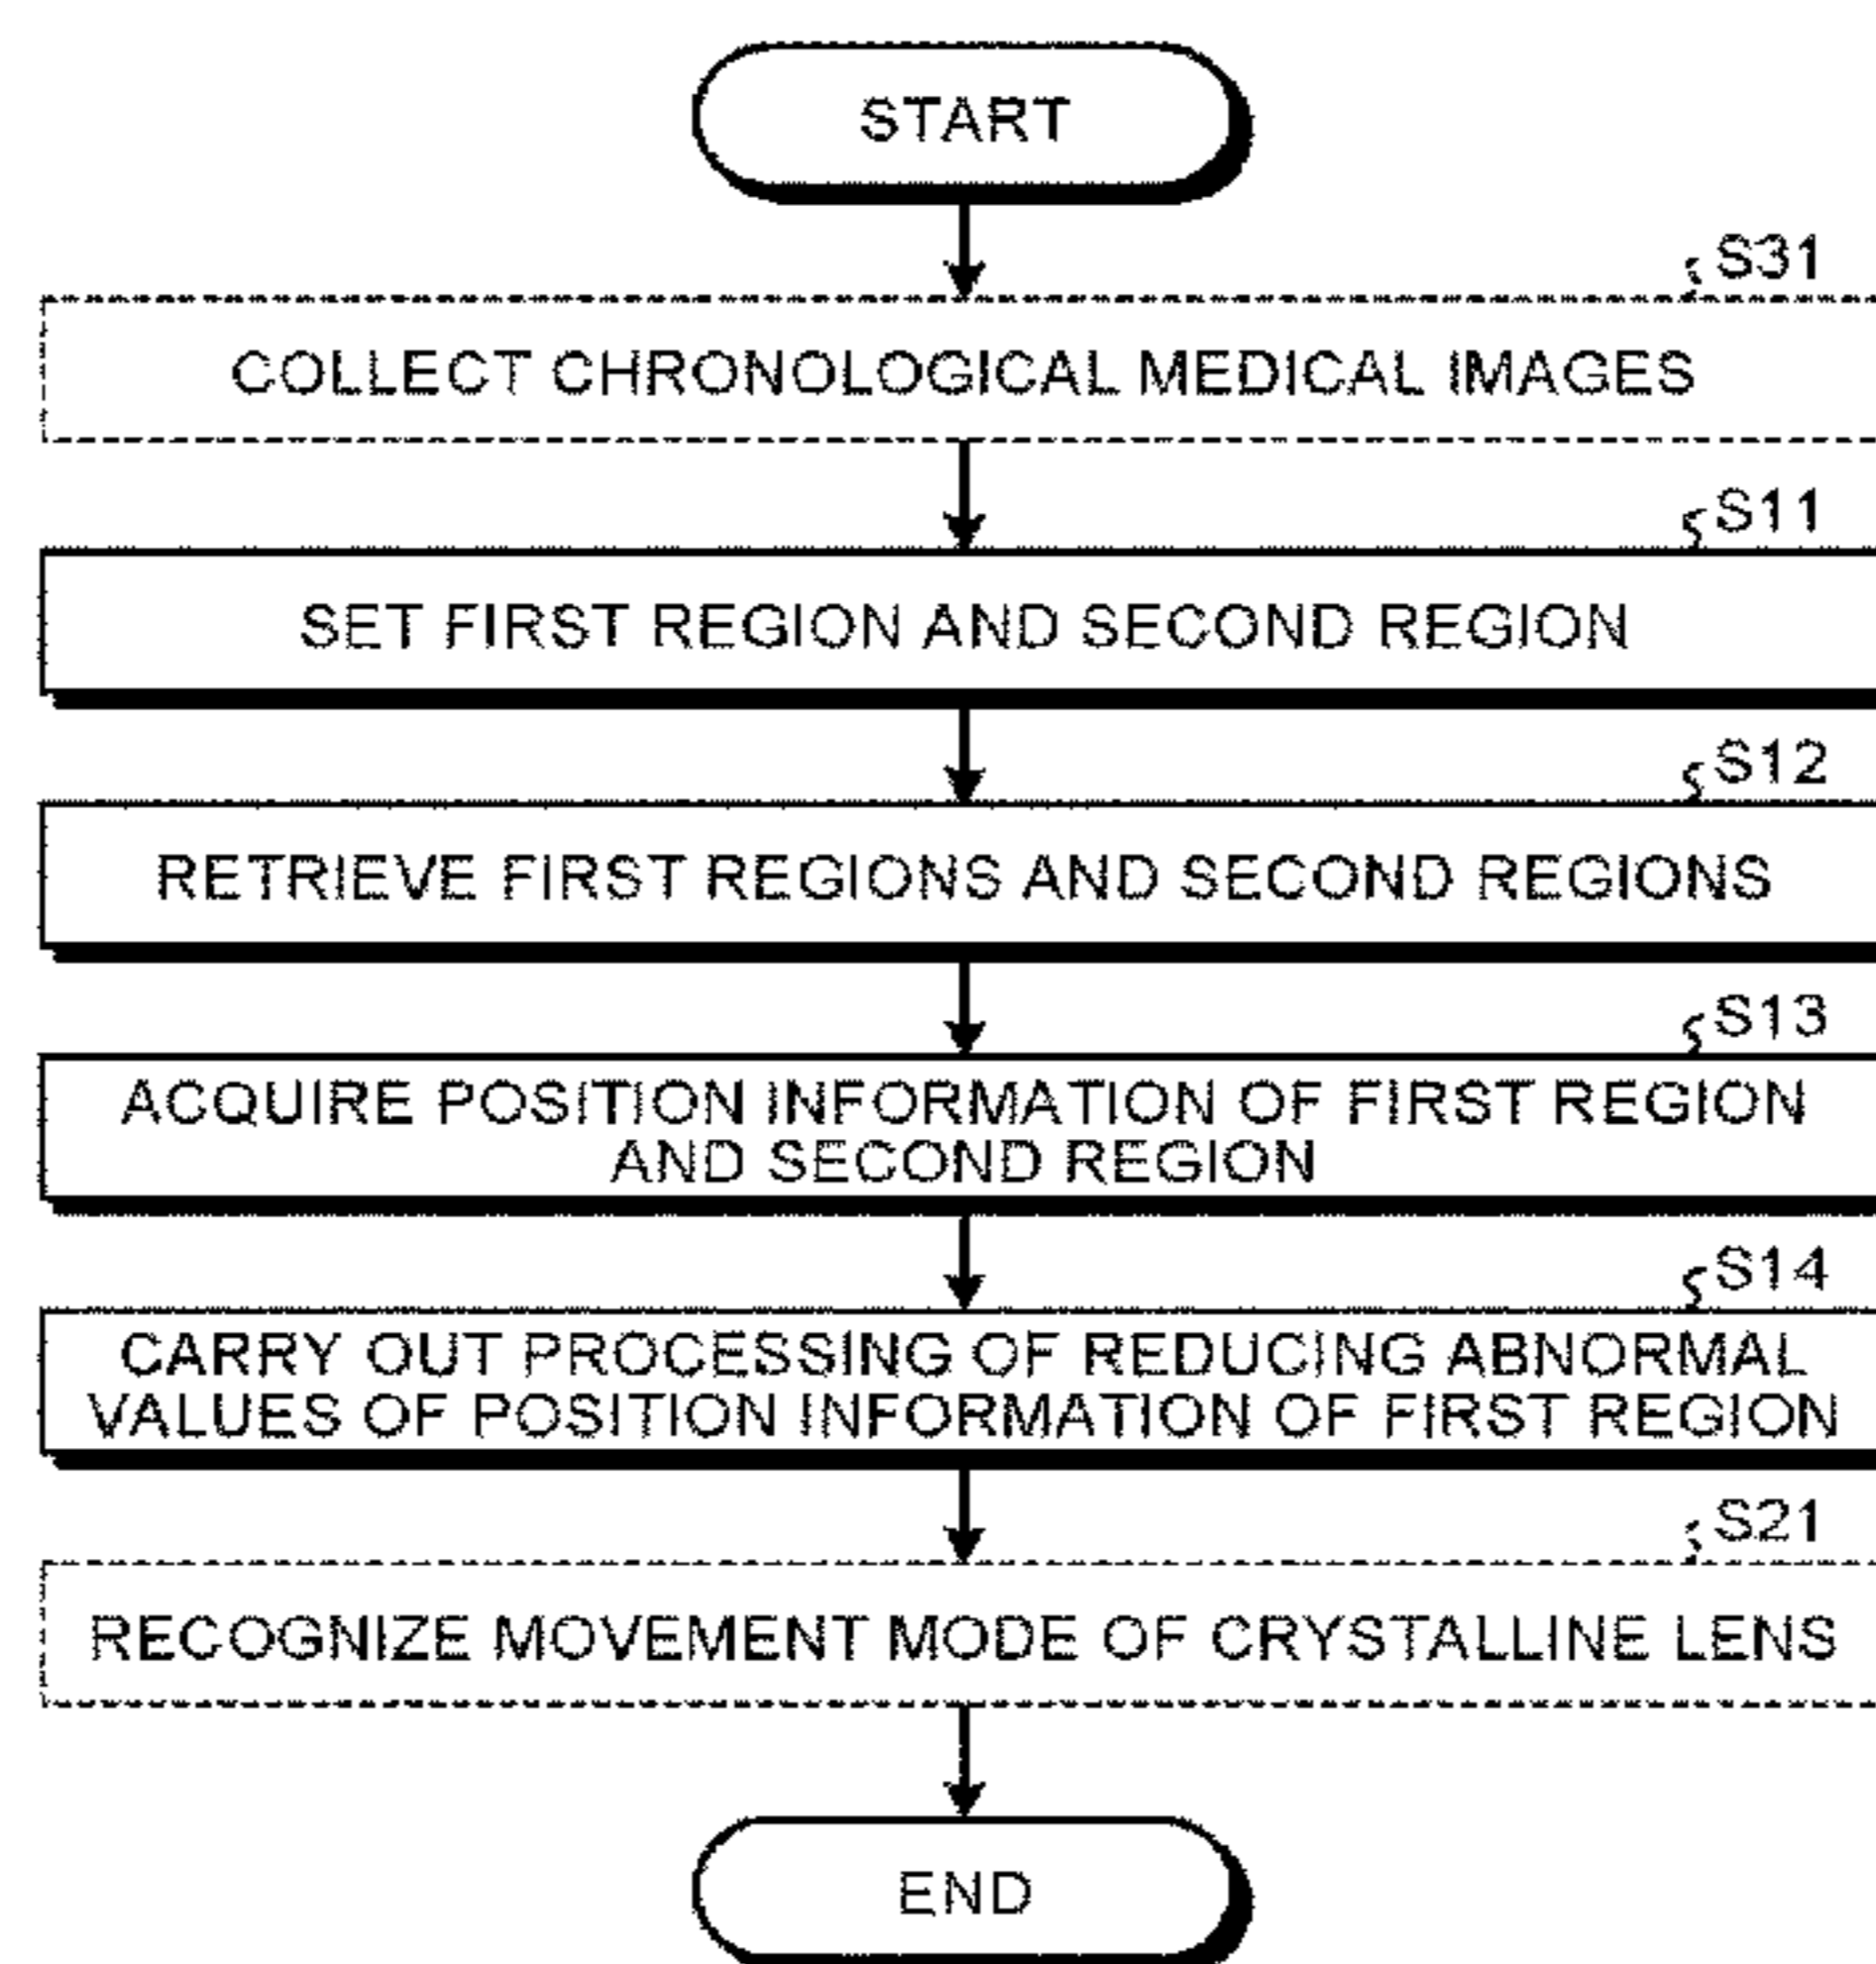 START
S31
COLLECT CHRONOLOGICAL MEDICAL IMAGES
S11
SET FIRST REGION AND SECOND REGION
S12
RETRIEVE FIRST REGIONS AND SECOND REGIONS
S13
ACQUIRE POSITION INFORMATION OF FIRST REGION
AND SECOND REGION
S14
CARRY OUT PROCESSING OF REDUCING ABNORMAL
VALUES OF POSITION INFORMATION OF FIRST REGION
S21
RECOGNIZE MOVEMENT MODE OF CRYSTALLINE LENS
END